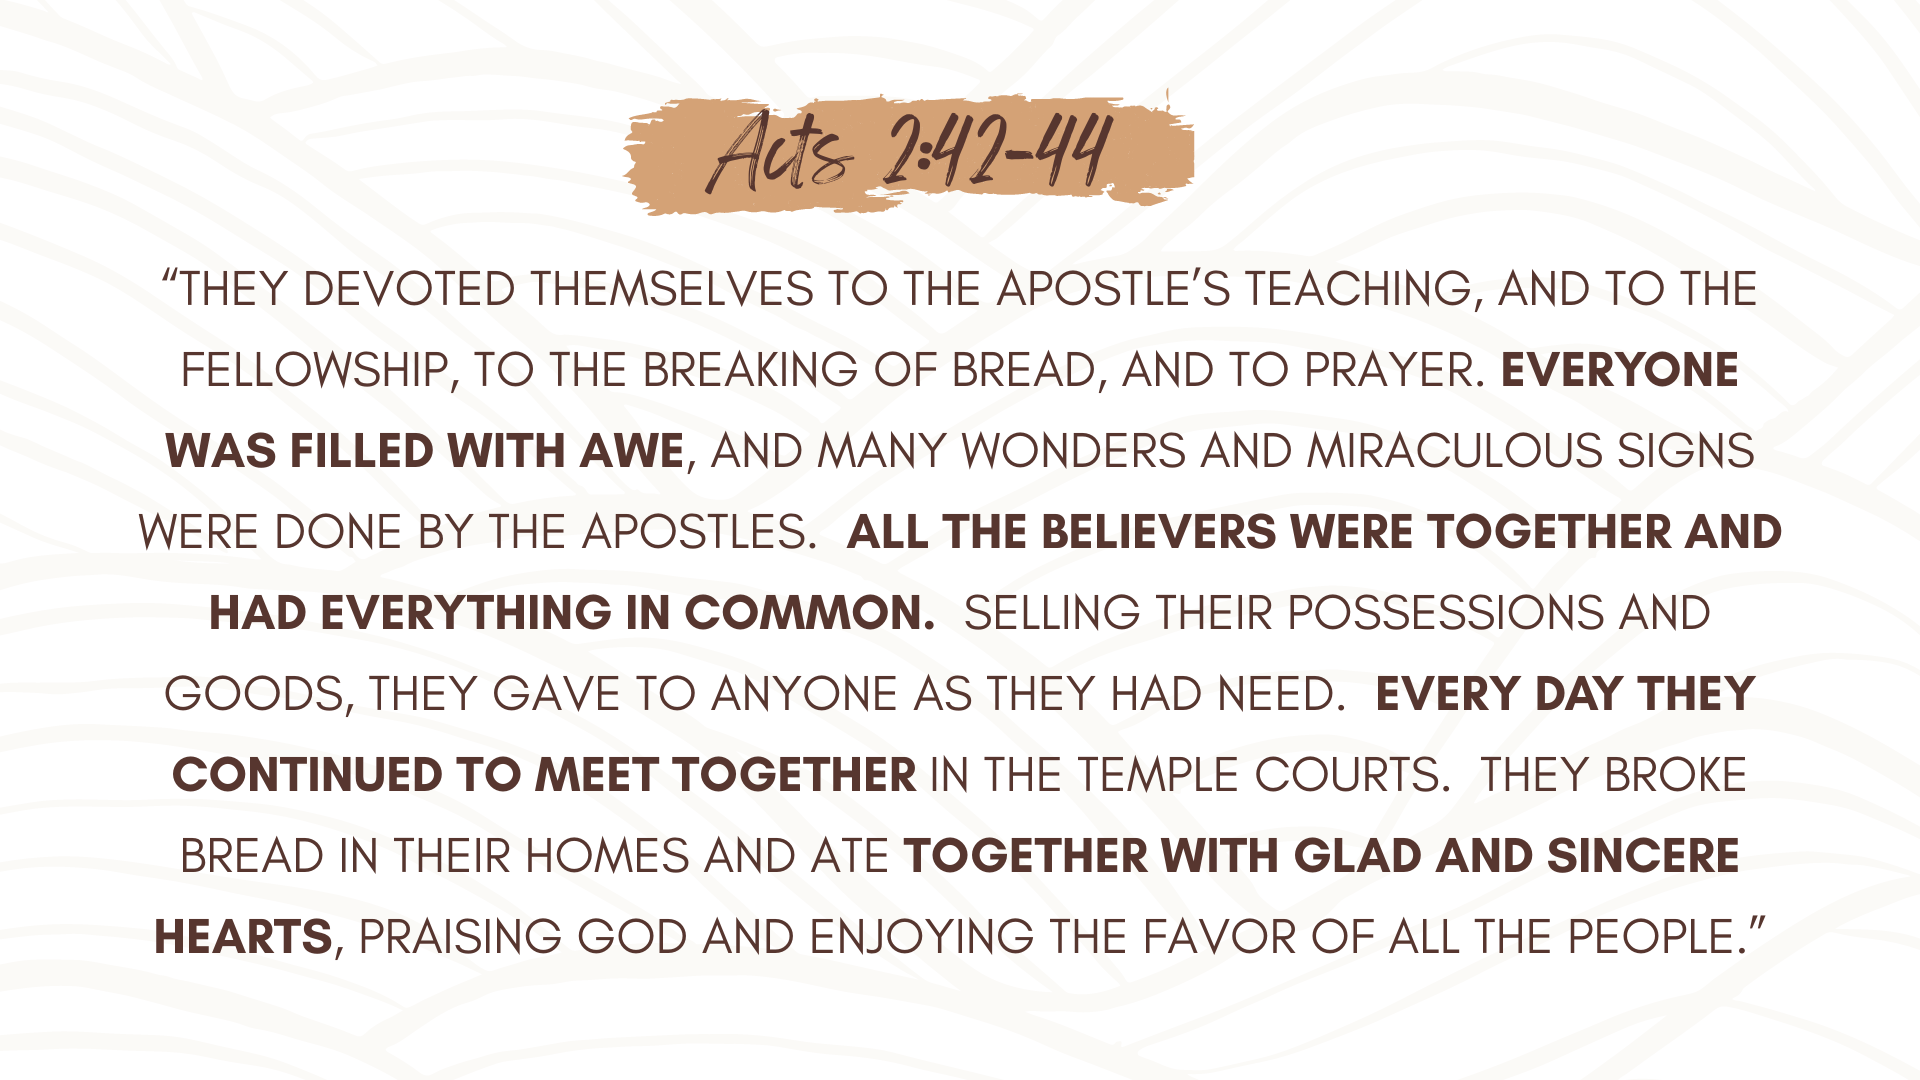 Acts 2:42-44
“THEY DEVOTED THEMSELVES TO THE APOSTLE’S TEACHING, AND TO THE
FELLOWSHIP, TO THE BREAKING OF BREAD, AND TO PRAYER. EVERYONE
WAS FILLED WITH AWE, AND MANY WONDERS AND MIRACULOUS SIGNS
WERE DONE BY THE APOSTLES. ALL THE BELIEVERS WERE TOGETHER AND
HAD EVERYTHING IN COMMON. SELLING THEIR POSSESSIONS AND
GOODS, THEY GAVE TO ANYONE AS THEY HAD NEED. EVERY DAY THEY
CONTINUED TO MEET TOGETHER IN THE TEMPLE COURTS. THEY BROKE
BREAD IN THEIR HOMES AND ATE TOGETHER WITH GLAD AND SINCERE
HEARTS, PRAISING GOD AND ENJOYING THE FAVOR OF ALL THE PEOPLE.”